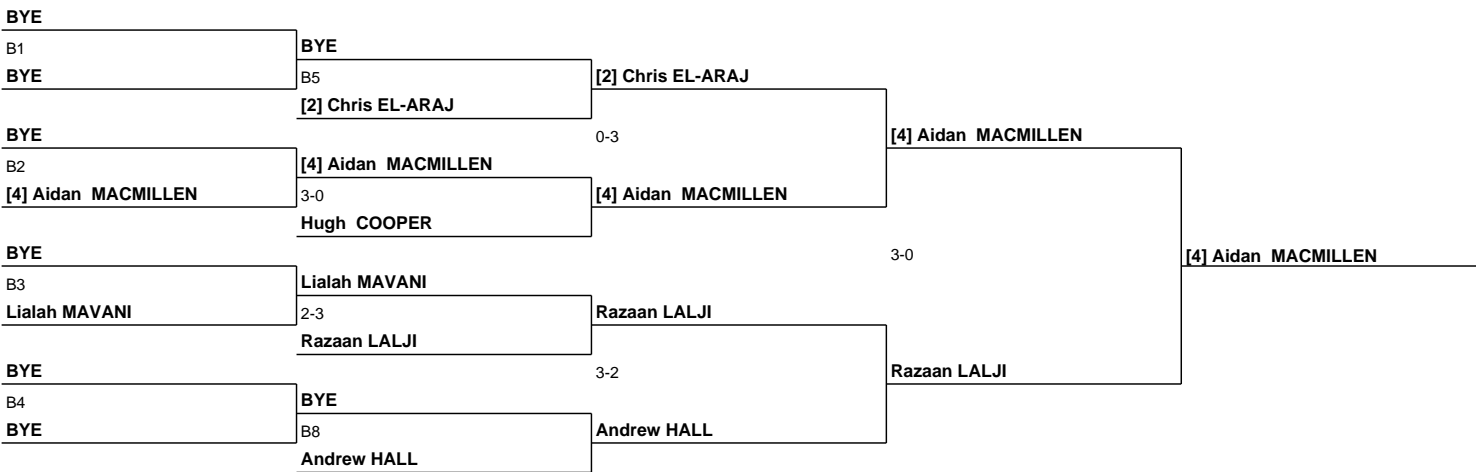 BYE
B1
BYE
BYE
B5
[2] Chris EL-ARAJ
[2] Chris EL-ARAJ
BYE
B2
[4] Aidan MACMILLEN
[4] Aidan MACMILLEN
3-0
Hugh COOPER
0-3
[4] Aidan MACMILLEN
[4] Aidan MACMILLEN
BYE
B3
Lialah MAVANI
Lialah MAVANI
2-3
Razaan LALJI
Razaan LALJI
3-0
[4] Aidan MACMILLEN
BYE
B4
BYE
BYE
B8
Andrew HALL
3-2
Andrew HALL
Razaan LALJI